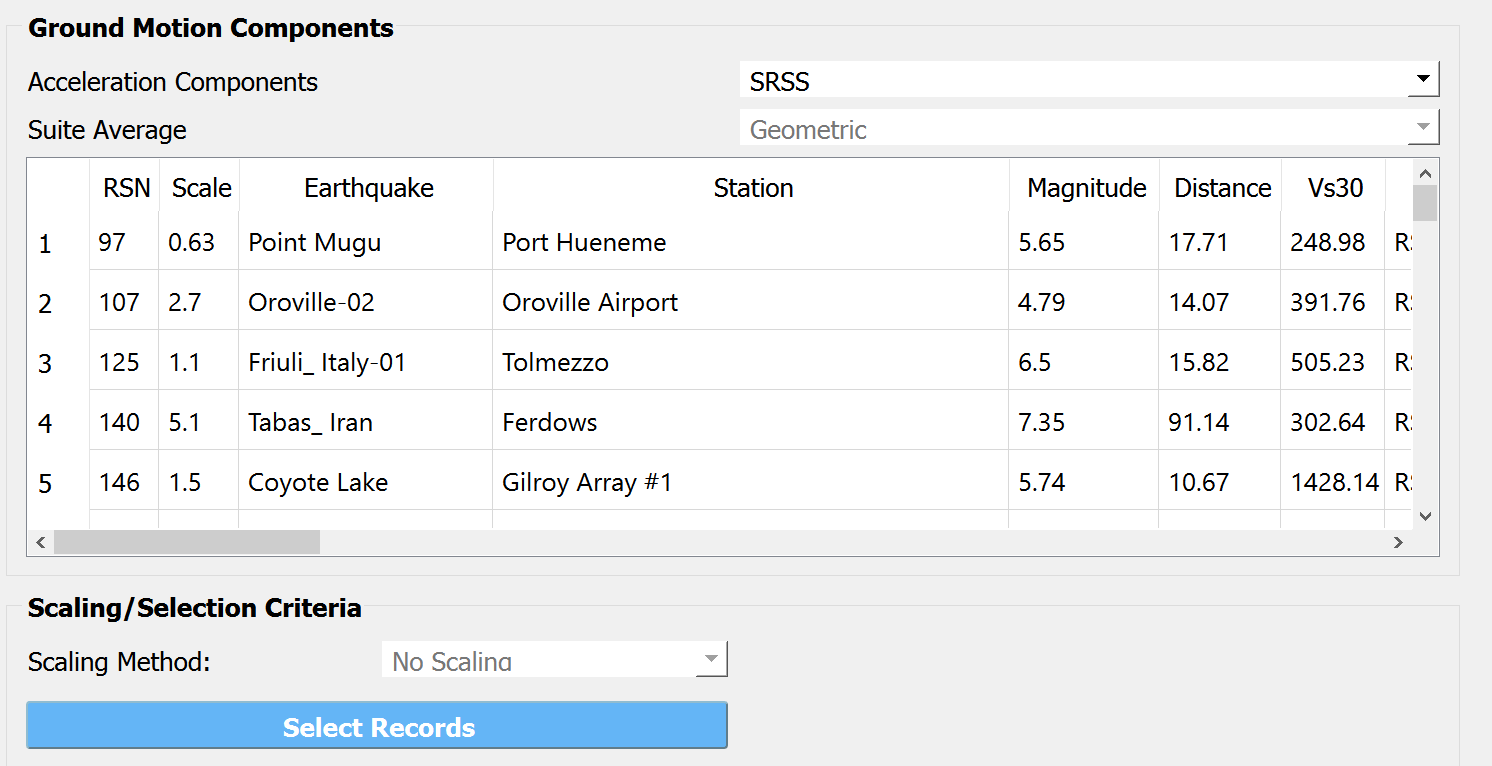 Ground Motion Components
Acceleration Components SRSS
Suite Average Geometric
RSN Scale Earthquake Station Magnitude Distance Vs30
1 97 0.63 Point Mugu Port Hueneme 5.65 17.71 248.98
2 107 2.7 Oroville-02 Oroville Airport 4.79 14.07 391.76
3 125 1.1 Friuli_ Italy-01 Tolmezzo 6.5 15.82 505.23
4 140 5.1 Tabas_ Iran Ferdows 7.35 91.14 302.64
5 146 1.5 Coyote Lake Gilroy Array #1 5.74 10.67 1428.14
Scaling/Selection Criteria
Scaling Method: No Scaling
Select Records